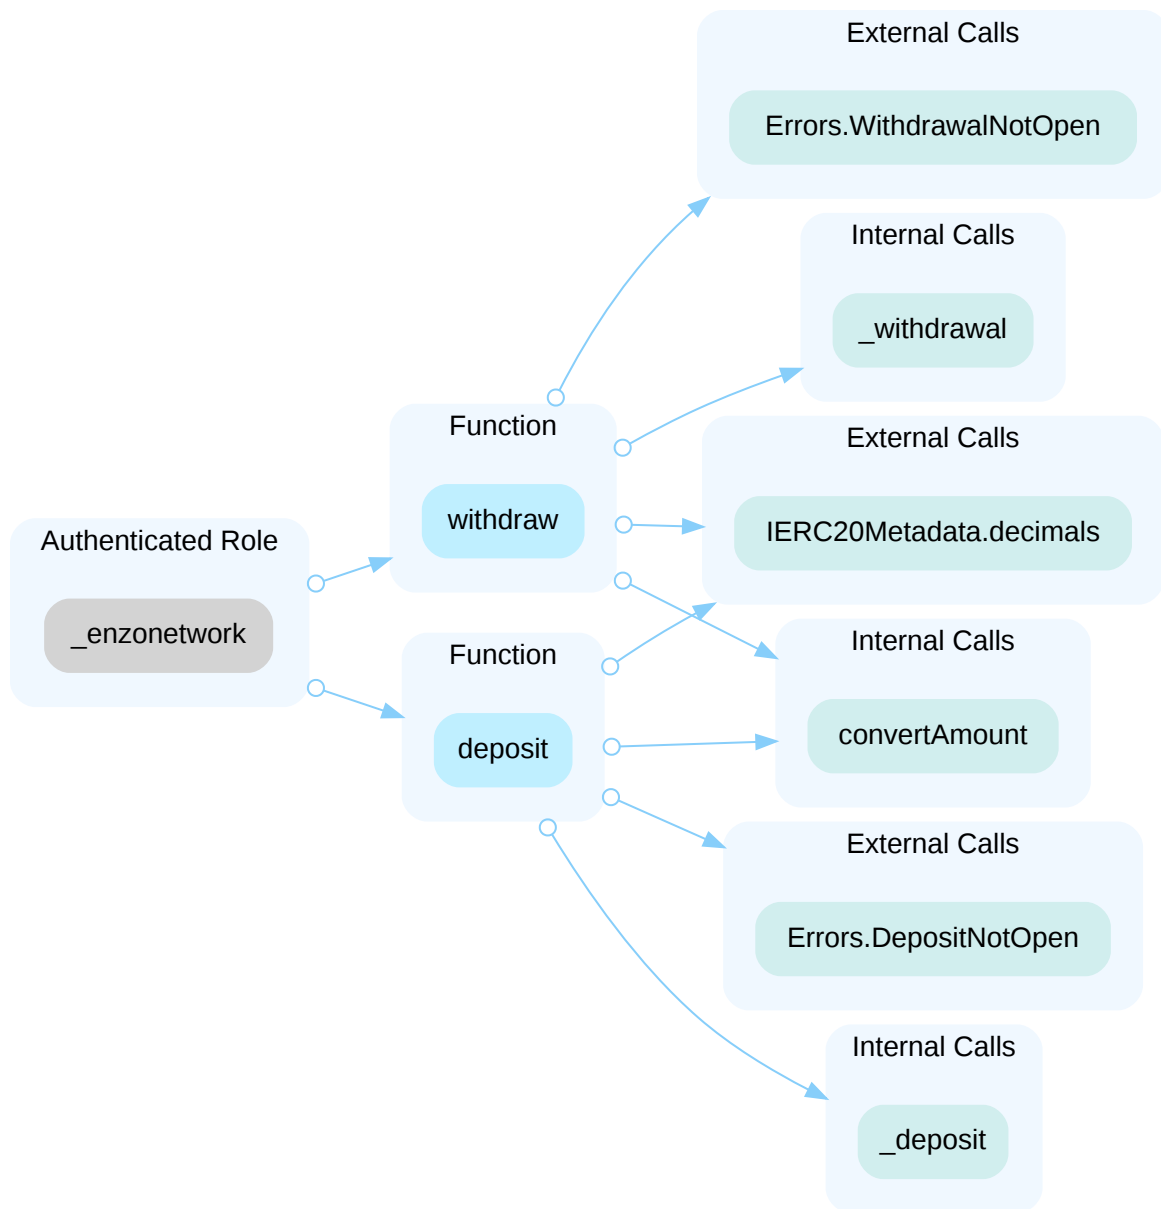 Authenticated Role
_enzonetwork
Function
withdraw
Function
deposit
External Calls
Errors.WithdrawalNotOpen
Internal Calls
_withdrawal
External Calls
IERC20Metadata.decimals
Internal Calls
convertAmount
External Calls
Errors.DepositNotOpen
Internal Calls
_deposit